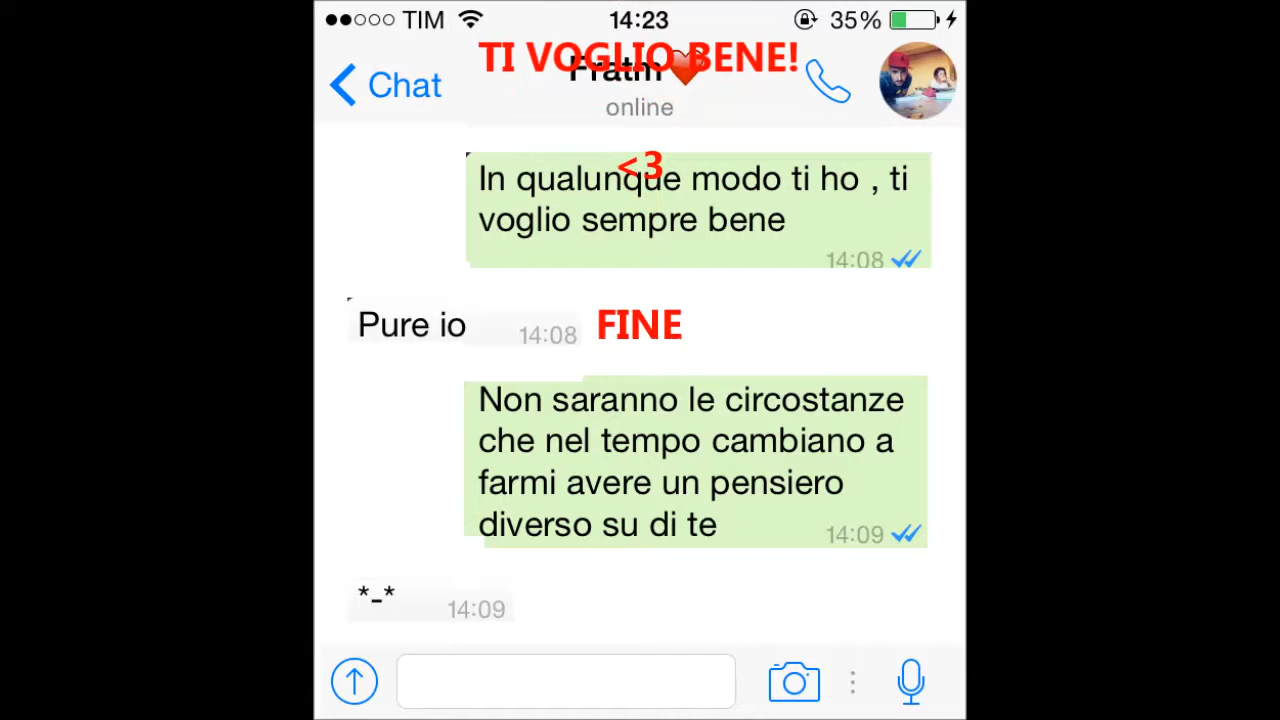 TIM 14:23 35%
TI VOGLIO BENE!
Chat
Fratm❤
online
<3
In qualunque modo ti ho , ti
voglio sempre bene
14:08
Pure io 14:08
FINE
Non saranno le circostanze
che nel tempo cambiano a
farmi avere un pensiero
diverso su di te 14:09
*_* 14:09